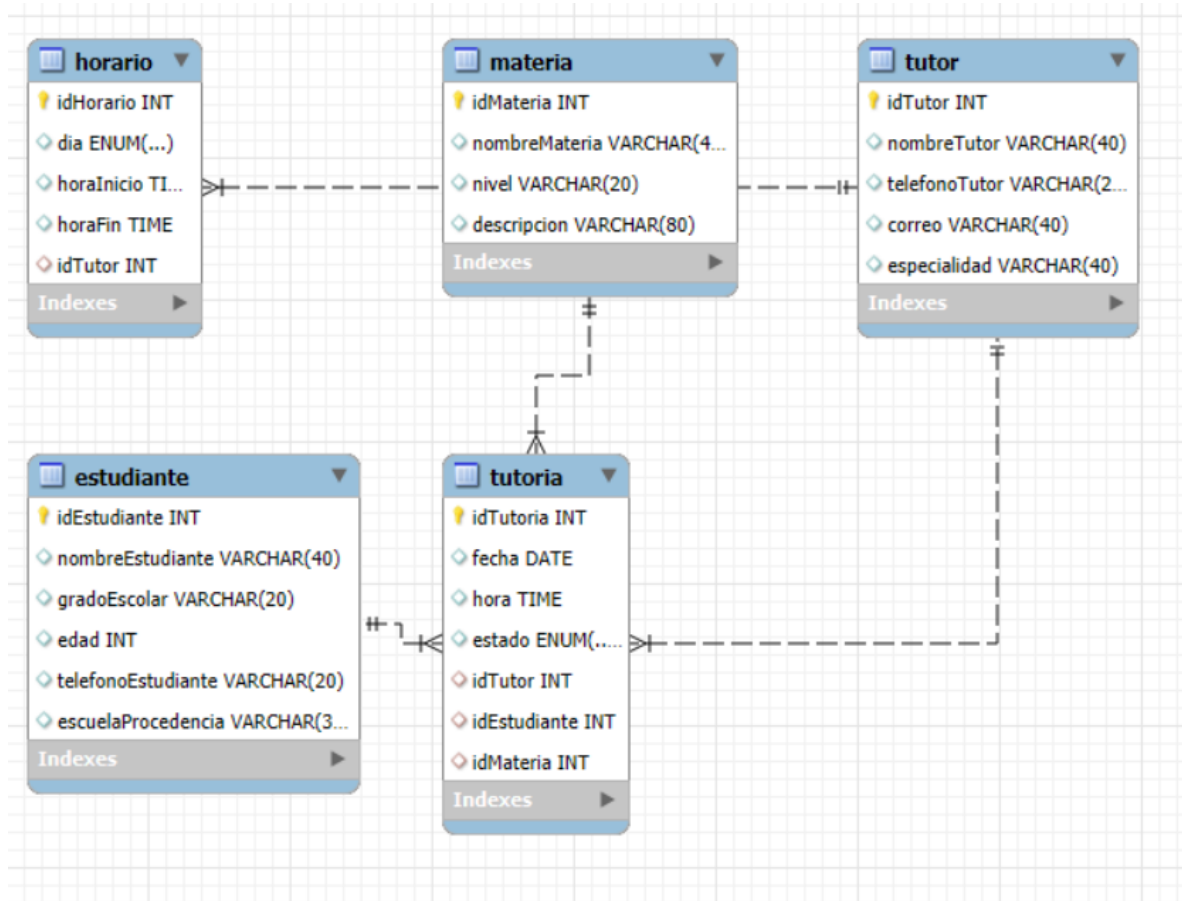 horario
idHorario INT
dia ENUM(...)
horaInicio TI...
horaFin TIME
idTutor INT
Indexes
materia
idMateria INT
nombreMateria VARCHAR(4...
nivel VARCHAR(20)
descripcion VARCHAR(80)
Indexes
tutor
idTutor INT
nombreTutor VARCHAR(40)
telefonoTutor VARCHAR(2...
correo VARCHAR(40)
especialidad VARCHAR(40)
Indexes
estudiante
idEstudiante INT
nombreEstudiante VARCHAR(40)
gradoEscolar VARCHAR(20)
edad INT
telefonoEstudiante VARCHAR(20)
escuelaProcedencia VARCHAR(3...
Indexes
tutoria
idTutoria INT
fecha DATE
hora TIME
estado ENUM(.....
idTutor INT
idEstudiante INT
idMateria INT
Indexes